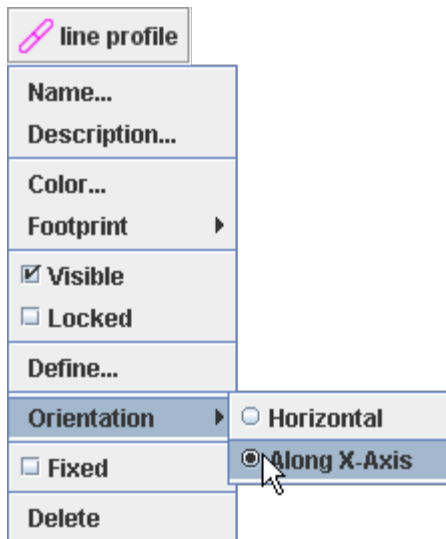 line profile
Name...
Description...
Color...
Footprint
Visible
Locked
Define...
Orientation
Horizontal
Along X-Axis
Fixed
Delete